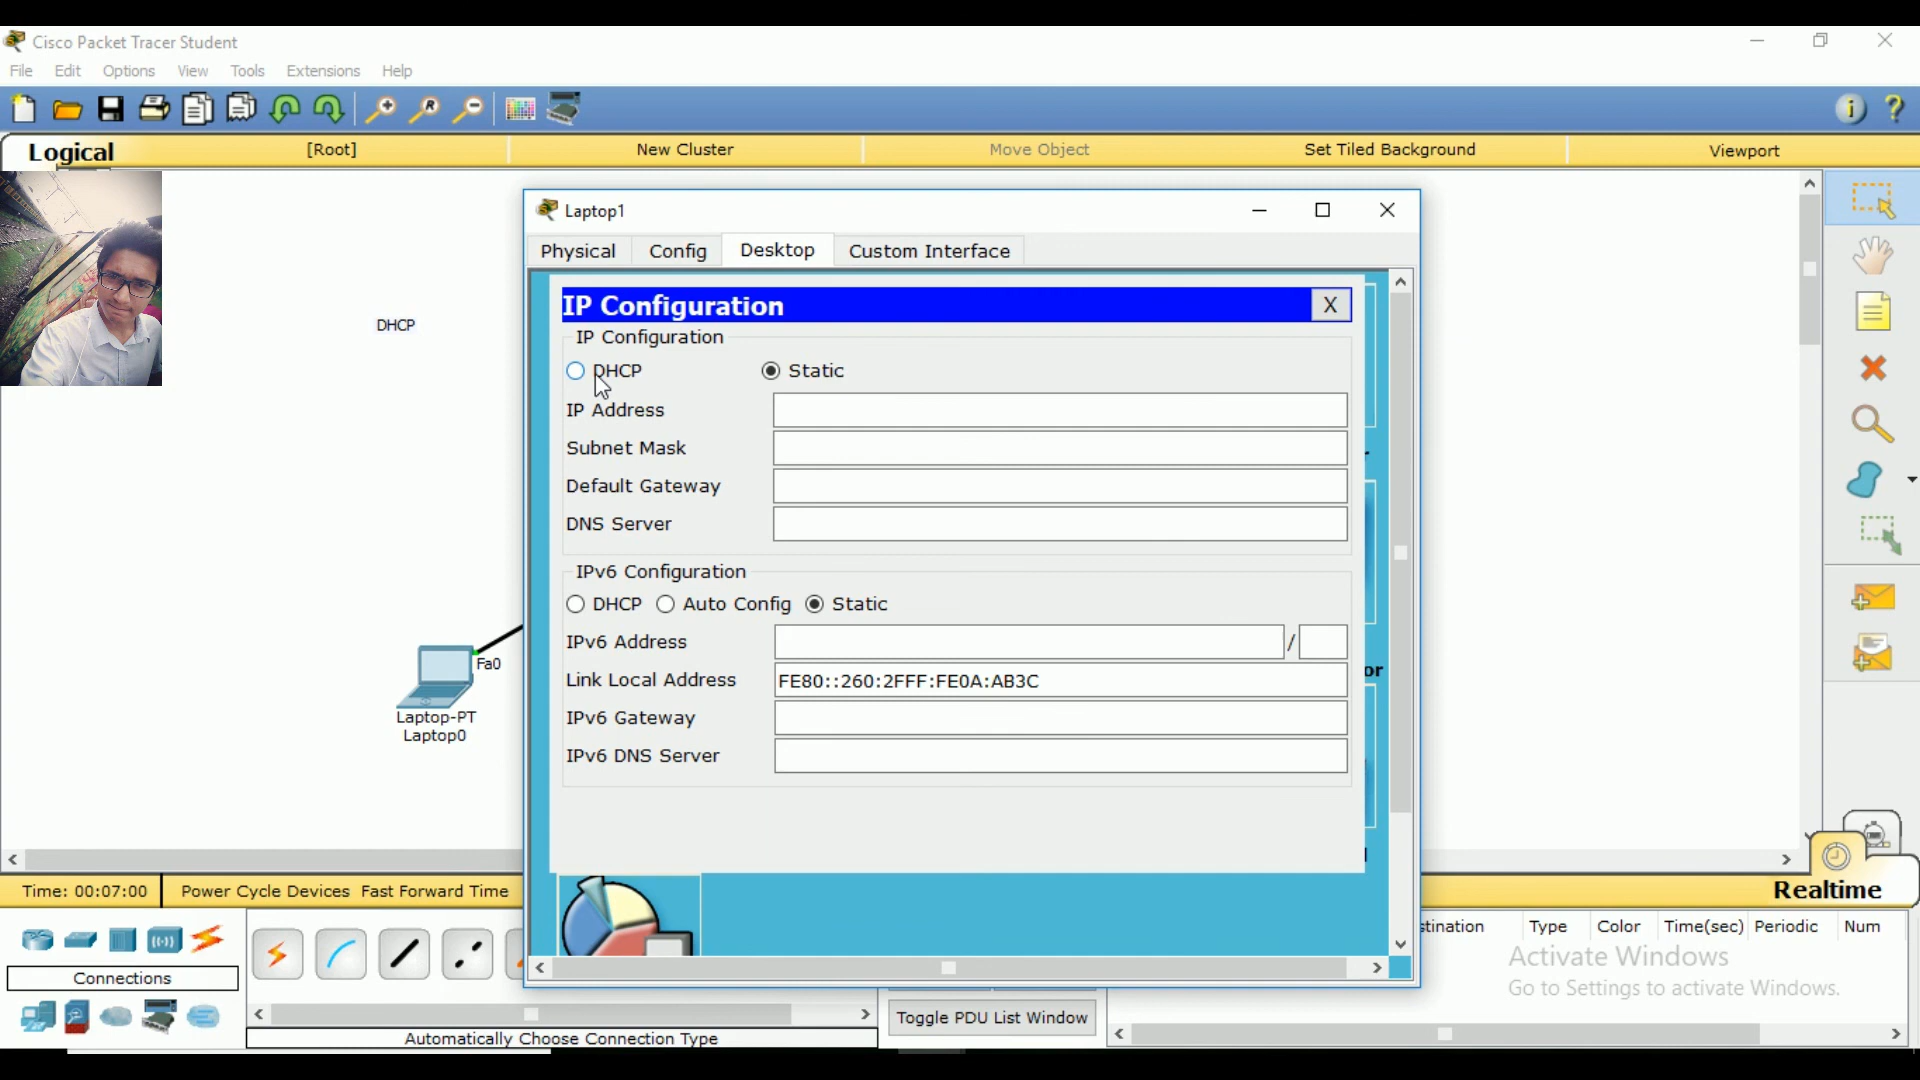 Cisco Packet Tracer Student
File Edit Options View Tools Extensions Help
Logical [Root] New Cluster Move Object Set Tiled Background Viewport
Laptop1
Physical Config Desktop Custom Interface
IP Configuration X
IP Configuration
DHCP Static
IP Address
Subnet Mask
Default Gateway
DNS Server
IPv6 Configuration
DHCP Auto Config Static
IPv6 Address /
Link Local Address FE80::260:2FFF:FE0A:AB3C
IPv6 Gateway
IPv6 DNS Server
DHCP
Fa0
Laptop-PT
Laptop0
or
Time: 00:07:00 Power Cycle Devices Fast Forward Time Realtime
stination Type Color Time(sec) Periodic Num
Connections
Activate Windows
Go to Settings to activate Windows.
Toggle PDU List Window
Automatically Choose Connection Type